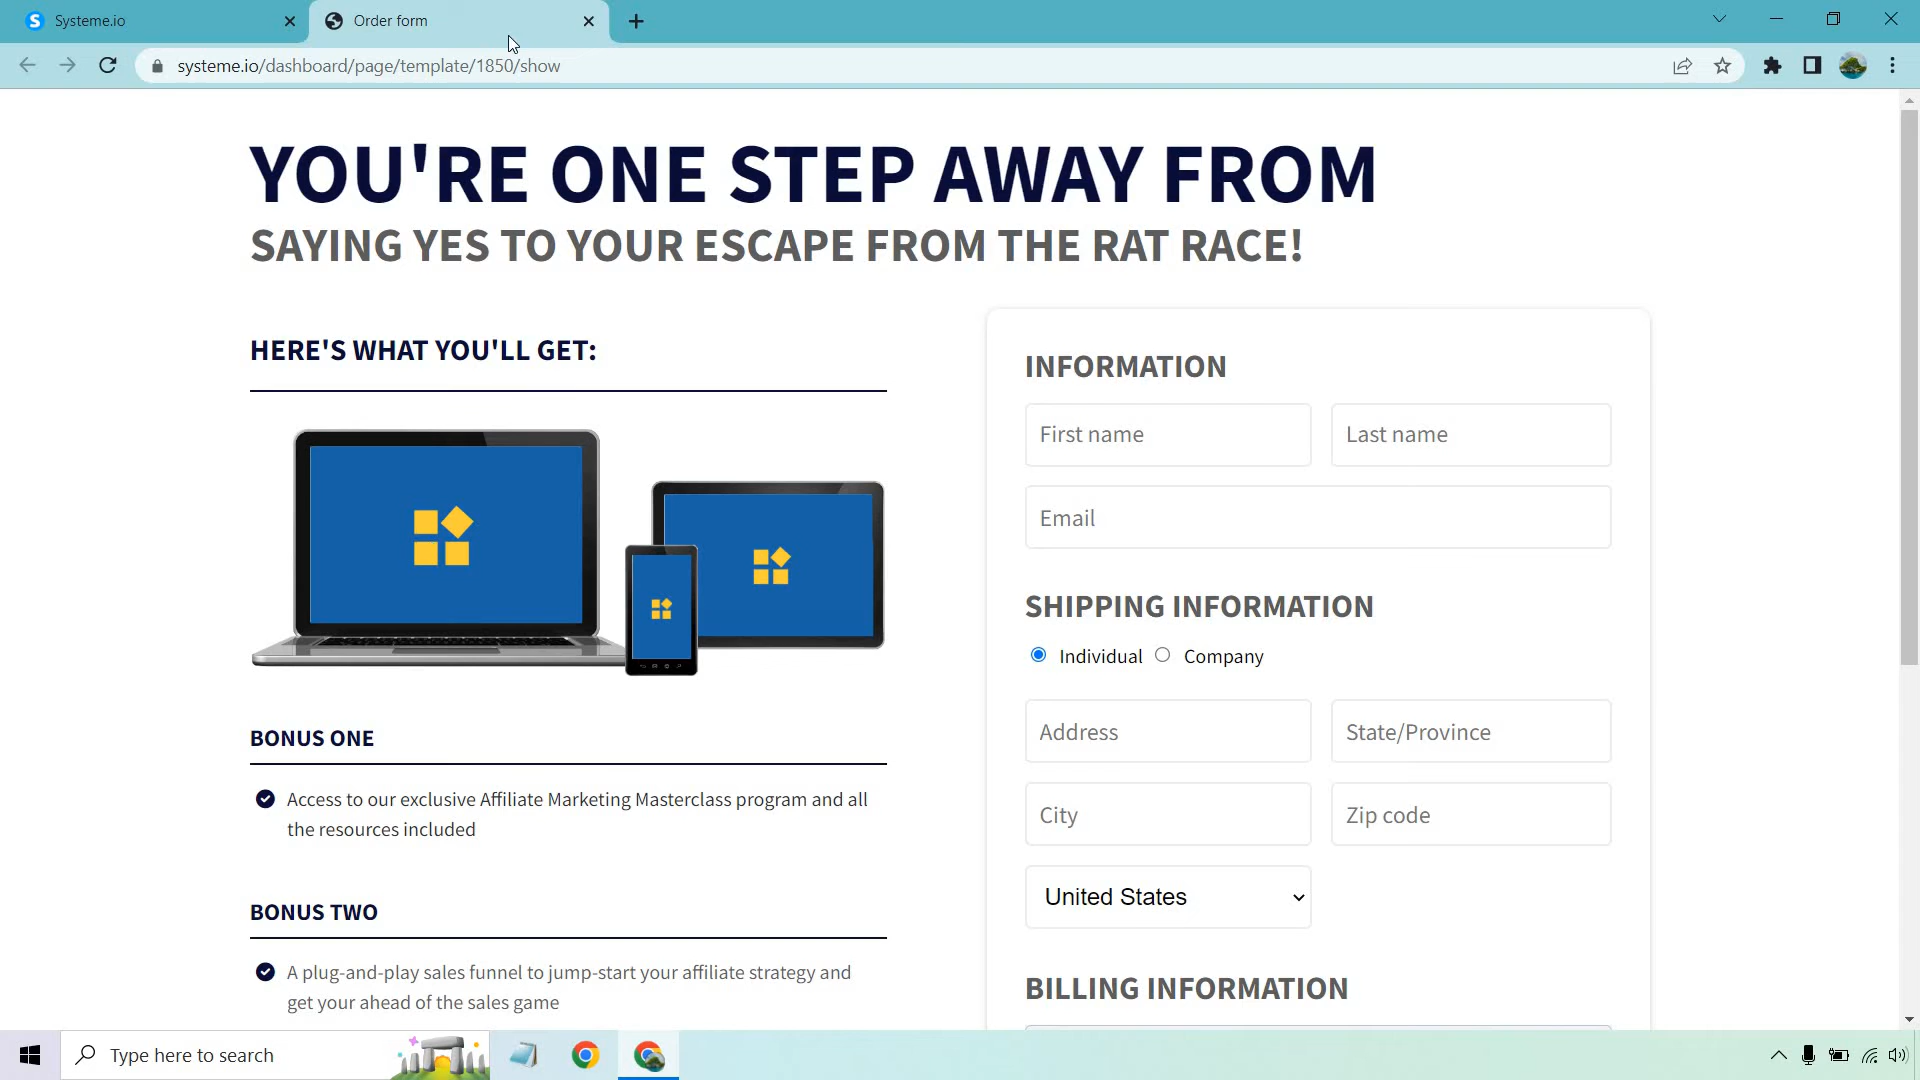 Systeme.io
Order form
systeme.io/dashboard/page/template/1850/show
YOU'RE ONE STEP AWAY FROM
SAYING YES TO YOUR ESCAPE FROM THE RAT RACE!
HERE'S WHAT YOU'LL GET:
BONUS ONE
Access to our exclusive Affiliate Marketing Masterclass program and all
the resources included
BONUS TWO
A plug-and-play sales funnel to jump-start your affiliate strategy and
get your ahead of the sales game
INFORMATION
First name
Last name
Email
SHIPPING INFORMATION
Individual
Company
Address
State/Province
City
Zip code
United States
BILLING INFORMATION
Type here to search